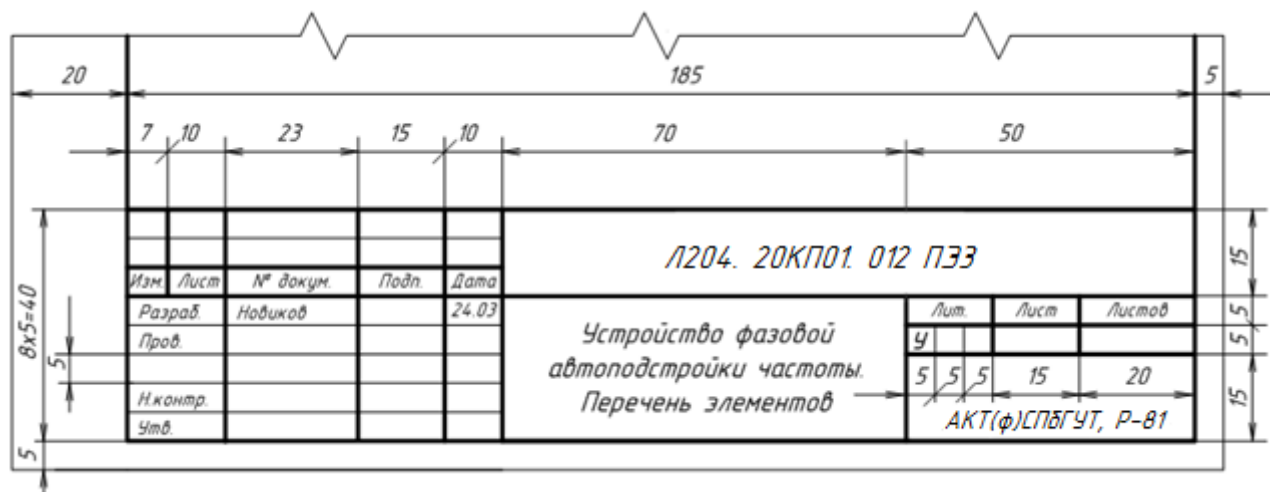 20 185 5
7 10 23 15 10 70 50
Л204. 20КП01. 012 ПЭ3
15
Изм. Лист № докум. Подп. Дата
8х5=40
Разраб. Новиков 24.03
Устройство фазовой
автоподстройки частоты.
Перечень элементов
Лит. Лист Листов
5
Пров.
У
5
5
5 5 5 15 20
15
Н.контр.
АКТ(ф)СПбГУТ, Р-81
Утв.
5